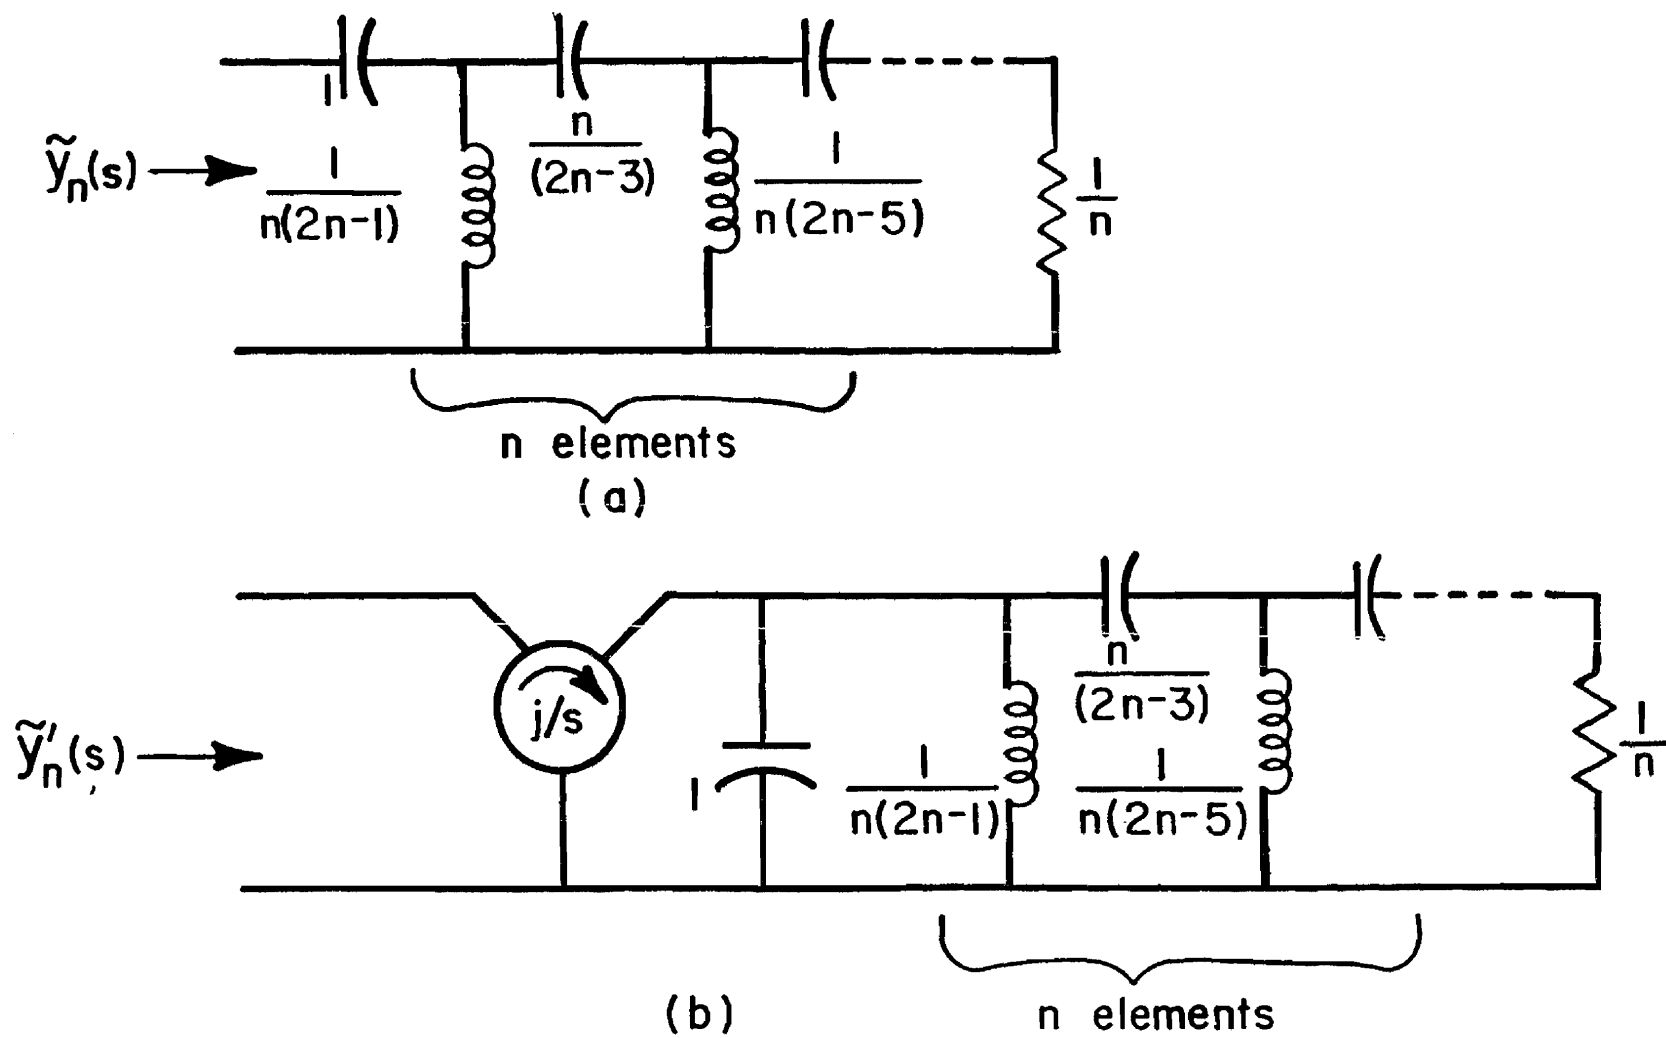 1
n
(2n-3)
ỹn(s)
1
n(2n-1)
1
n(2n-5)
1
n
n elements
(a)
j/s
n
(2n-3)
ỹ'n(s)
1
1
n(2n-1)
1
n(2n-5)
1
n
n elements
(b)